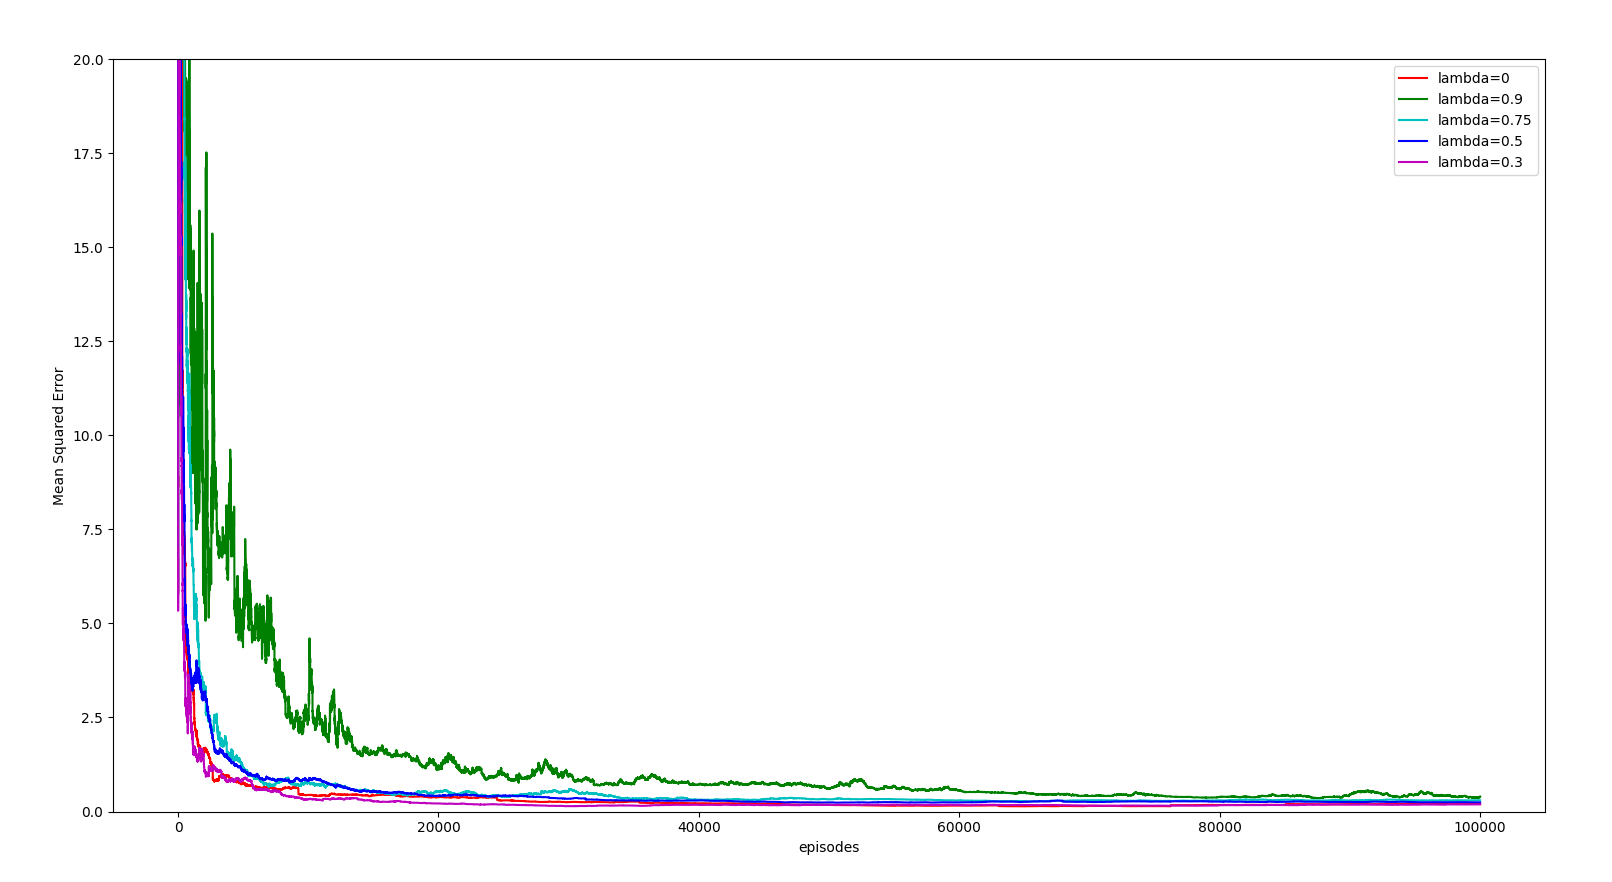 20.0
17.5
15.0
12.5
10.0
7.5
5.0
2.5
0.0
Mean Squared Error
0 20000 40000 60000 80000 100000
episodes
lambda=0
lambda=0.9
lambda=0.75
lambda=0.5
lambda=0.3